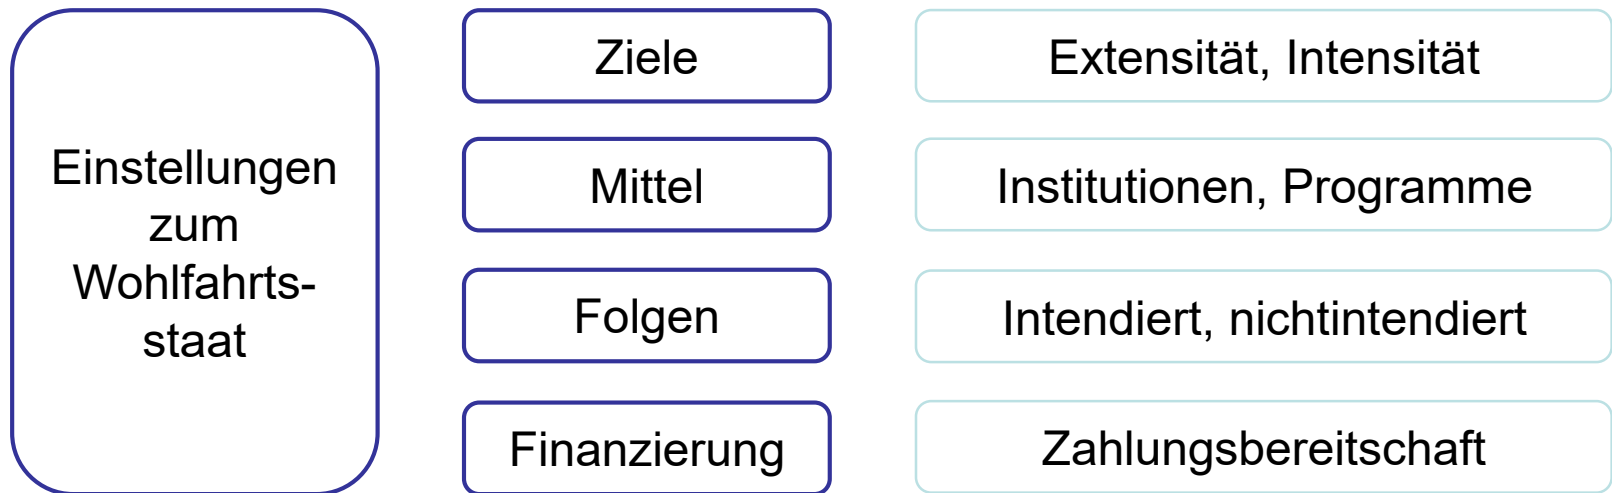 Einstellungen
zum
Wohlfahrts-
staat
Ziele
Extensität, Intensität
Mittel
Institutionen, Programme
Folgen
Intendiert, nichtintendiert
Finanzierung
Zahlungsbereitschaft